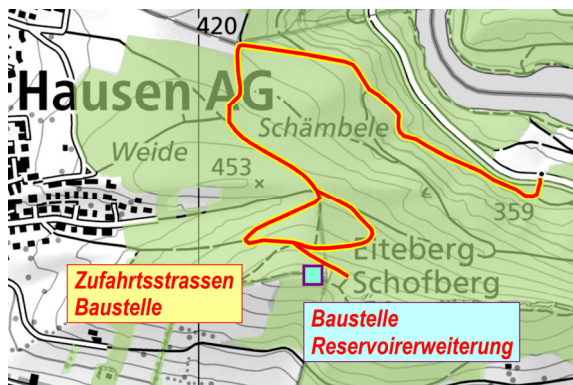 420
Hausen AG
Schämbele
Weide
453
359
Eiteberg
Schofberg
Zufahrtsstrassen
Baustelle
Baustelle
Reservoirerweiterung